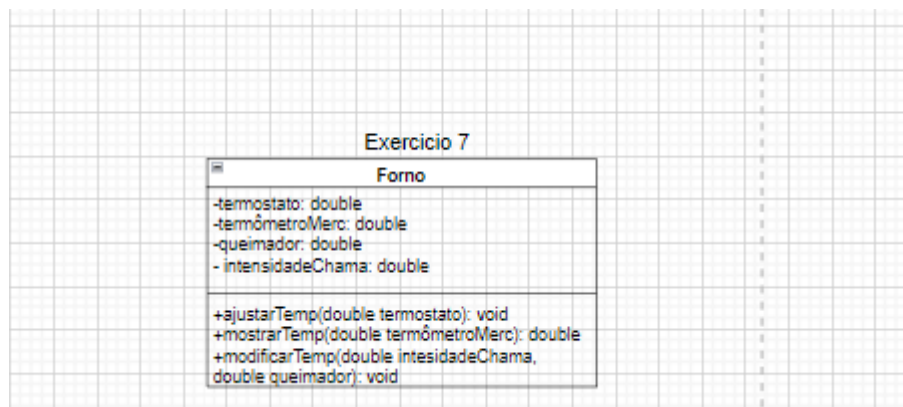 Exercicio 7
Forno
-termostato: double
-termômetroMerc: double
-queimador: double
- intensidadeChama: double
+ajustarTemp(double termostato): void
+mostrarTemp(double termômetroMerc): double
+modificarTemp(double intesidadeChama,
double queimador): void